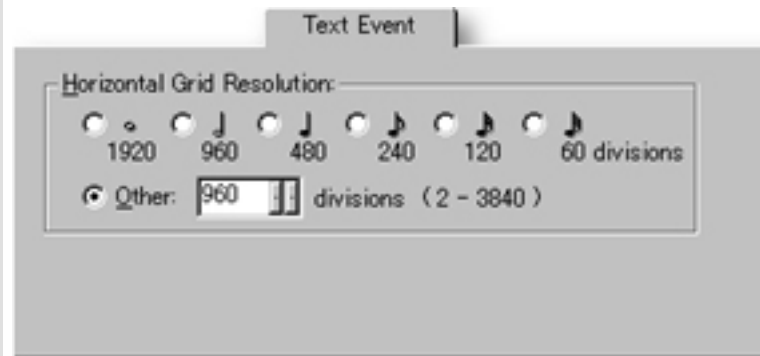 Text Event
Horizontal Grid Resolution:
1920 960 480 240 120 60 divisions
Other: 960 divisions (2 - 3840)